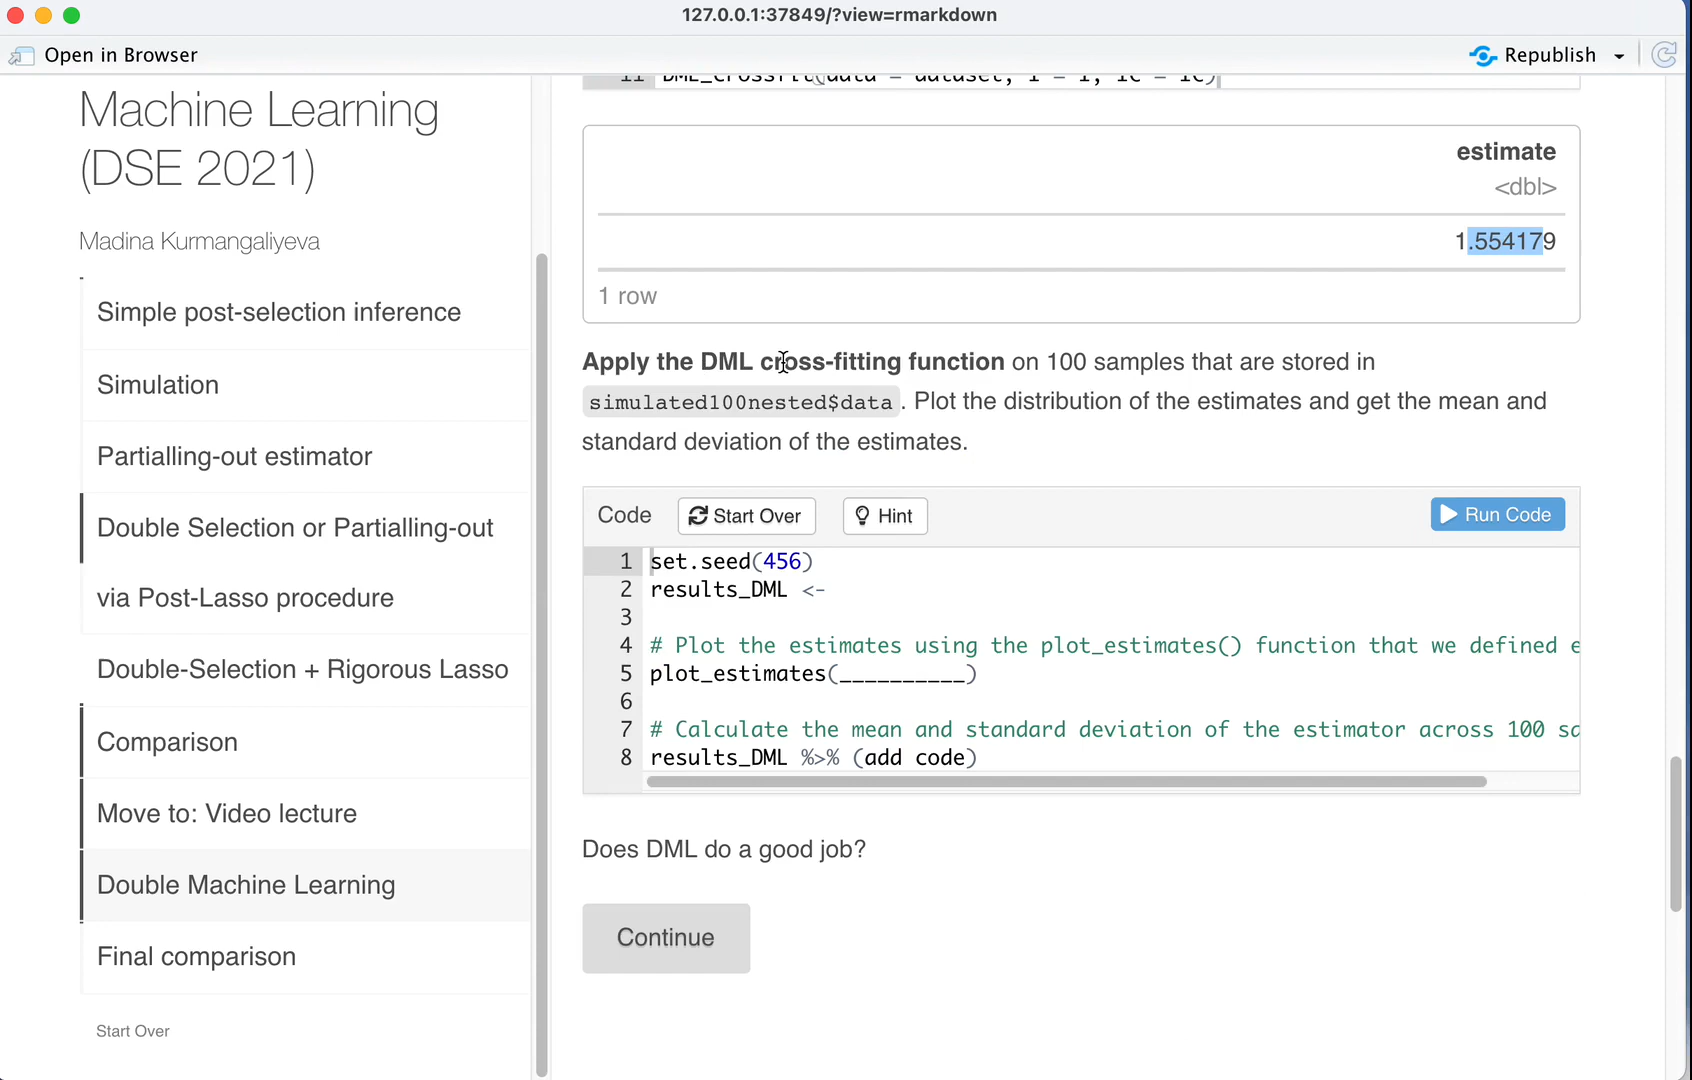 127.0.0.1:37849/?view=rmarkdown
Open in Browser
Republish
Machine Learning
(DSE 2021)
Madina Kurmangaliyeva
Simple post-selection inference
Simulation
Partialling-out estimator
Double Selection or Partialling-out
via Post-Lasso procedure
Double-Selection + Rigorous Lasso
Comparison
Move to: Video lecture
Double Machine Learning
Final comparison
Start Over
estimate
<dbl>
1.554179
1 row
Apply the DML cross-fitting function on 100 samples that are stored in
simulated100nested$data. Plot the distribution of the estimates and get the mean and
standard deviation of the estimates.
Code Start Over Hint Run Code
1 set.seed(456)
2 results_DML <-
3
4 # Plot the estimates using the plot_estimates() function that we defined
5 plot_estimates(__________)
6
7 # Calculate the mean and standard deviation of the estimator across 100
8 results_DML %>% (add code)
Does DML do a good job?
Continue